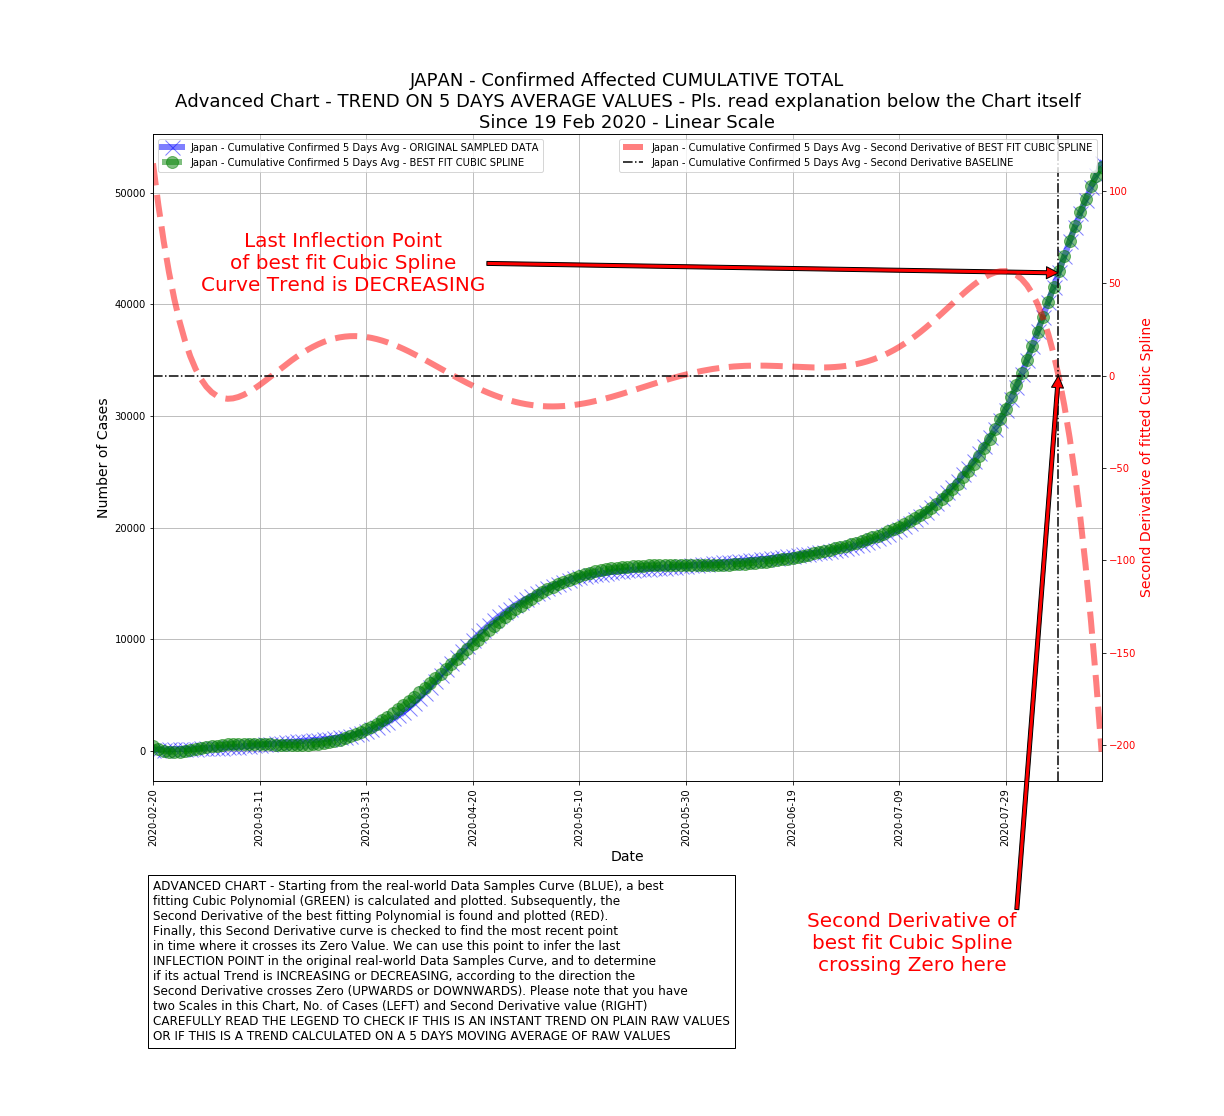 JAPAN - Confirmed Affected CUMULATIVE TOTAL
Advanced Chart - TREND ON 5 DAYS AVERAGE VALUES - Pls. read explanation below the Chart itself
Since 19 Feb 2020 - Linear Scale
Japan - Cumulative Confirmed 5 Days Avg - ORIGINAL SAMPLED DATA
Japan - Cumulative Confirmed 5 Days Avg - BEST FIT CUBIC SPLINE
Japan - Cumulative Confirmed 5 Days Avg - Second Derivative of BEST FIT CUBIC SPLINE
Japan - Cumulative Confirmed 5 Days Avg - Second Derivative BASELINE
Last Inflection Point
of best fit Cubic Spline
Curve Trend is DECREASING
Number of Cases
50000
40000
30000
20000
10000
0
100
50
0
−50
−100
−150
−200
Second Derivative of fitted Cubic Spline
2020-02-20
2020-03-11
2020-03-31
2020-04-20
2020-05-10
2020-05-30
2020-06-19
2020-07-09
2020-07-29
Date
Second Derivative of
best fit Cubic Spline
crossing Zero here
ADVANCED CHART - Starting from the real-world Data Samples Curve (BLUE), a best
fitting Cubic Polynomial (GREEN) is calculated and plotted. Subsequently, the
Second Derivative of the best fitting Polynomial is found and plotted (RED).
Finally, this Second Derivative curve is checked to find the most recent point
in time where it crosses its Zero Value. We can use this point to infer the last
INFLECTION POINT in the original real-world Data Samples Curve, and to determine
if its actual Trend is INCREASING or DECREASING, according to the direction the
Second Derivative crosses Zero (UPWARDS or DOWNWARDS). Please note that you have
two Scales in this Chart, No. of Cases (LEFT) and Second Derivative value (RIGHT)
CAREFULLY READ THE LEGEND TO CHECK IF THIS IS AN INSTANT TREND ON PLAIN RAW VALUES
OR IF THIS IS A TREND CALCULATED ON A 5 DAYS MOVING AVERAGE OF RAW VALUES